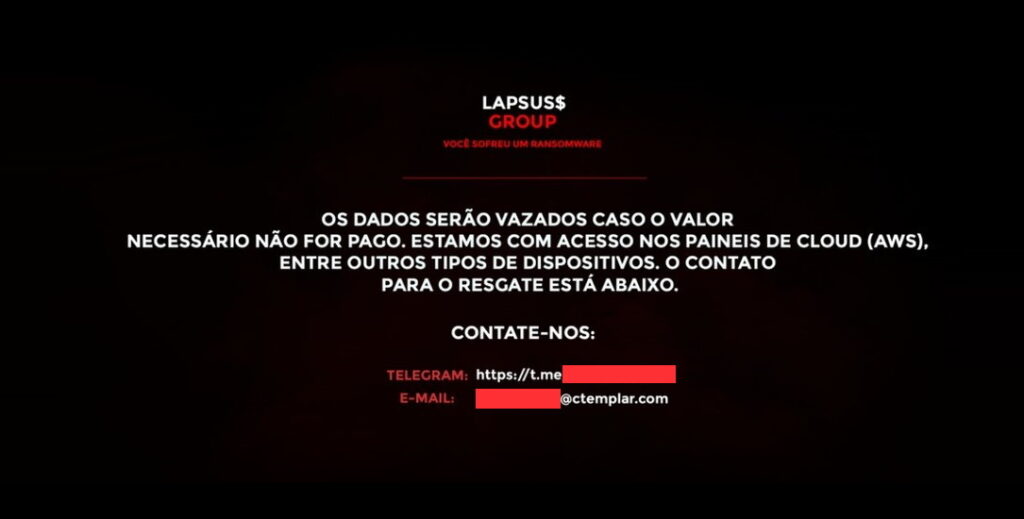 LAPSUS$
GROUP
VOCÊ SOFREU UM RANSOMWARE
OS DADOS SERÃO VAZADOS CASO O VALOR
NECESSÁRIO NÃO FOR PAGO. ESTAMOS COM ACESSO NOS PAINEIS DE CLOUD (AWS),
ENTRE OUTROS TIPOS DE DISPOSITIVOS. O CONTATO
PARA O RESGATE ESTÁ ABAIXO.
CONTATE-NOS:
TELEGRAM: https://t.me
E-MAIL: @ctemplar.com